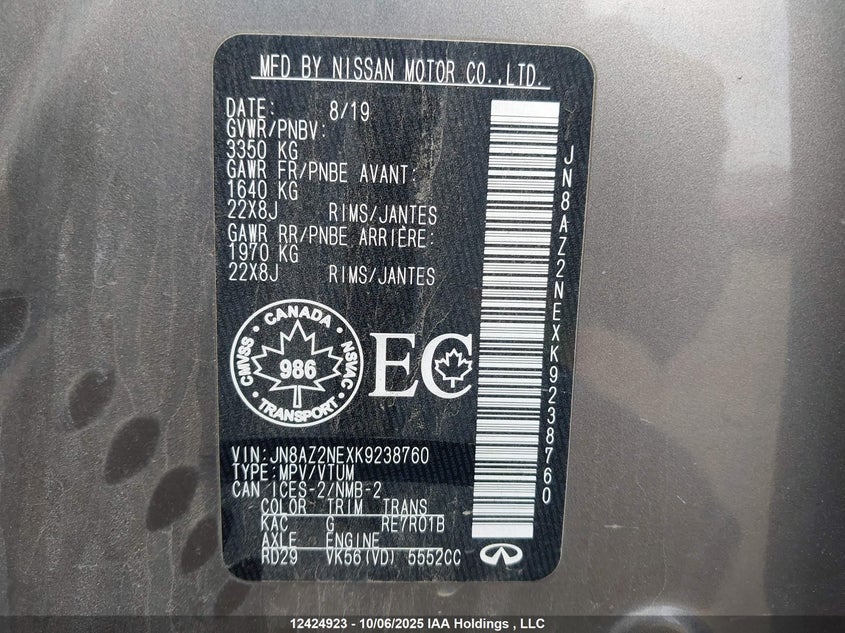 MFD BY NISSAN MOTOR CO.,LTD.
DATE: 8/19
GVWR/PNBV:
3350 KG
GAWR FR/PNBE AVANT:
1640 KG
22X8J RIMS/JANTES
GAWR RR/PNBE ARRIÈRE:
1970 KG
22X8J RIMS/JANTES
CANADA
CMVSS
NSVAC
986
TRANSPORT
EC
VIN:JN8AZ2NEXK9238760
TYPE:MPV/VTUM
CAN ICES-2/NMB-2
COLOR TRIM TRANS
KAC G RE7R01B
AXLE ENGINE
RD29 VK56(VD) 5552CC
JN8AZ2NEXK9238760
12424923 - 10/06/2025 IAA Holdings , LLC